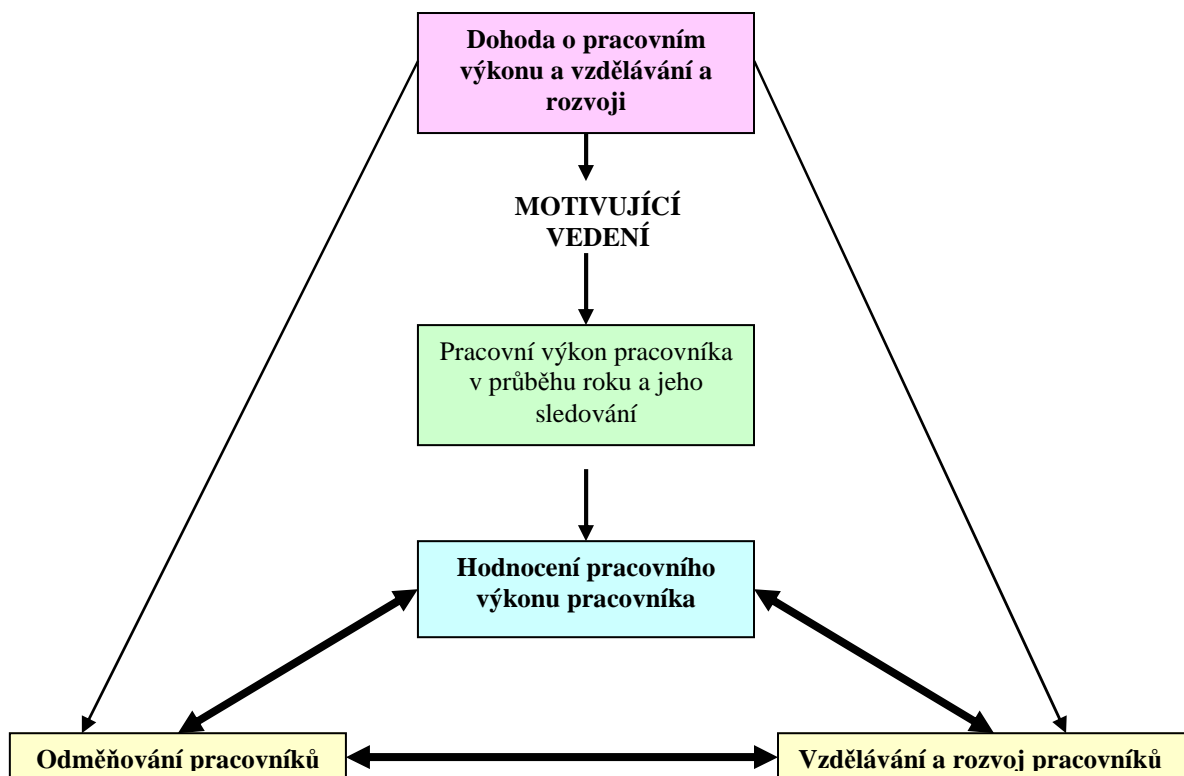 Dohoda o pracovním
výkonu a vzdělávání a
rozvoji
MOTIVUJÍCÍ
VEDENÍ
Pracovní výkon pracovníka
v průběhu roku a jeho
sledování
Hodnocení pracovního
výkonu pracovníka
Odměňování pracovníků
Vzdělávání a rozvoj pracovníků